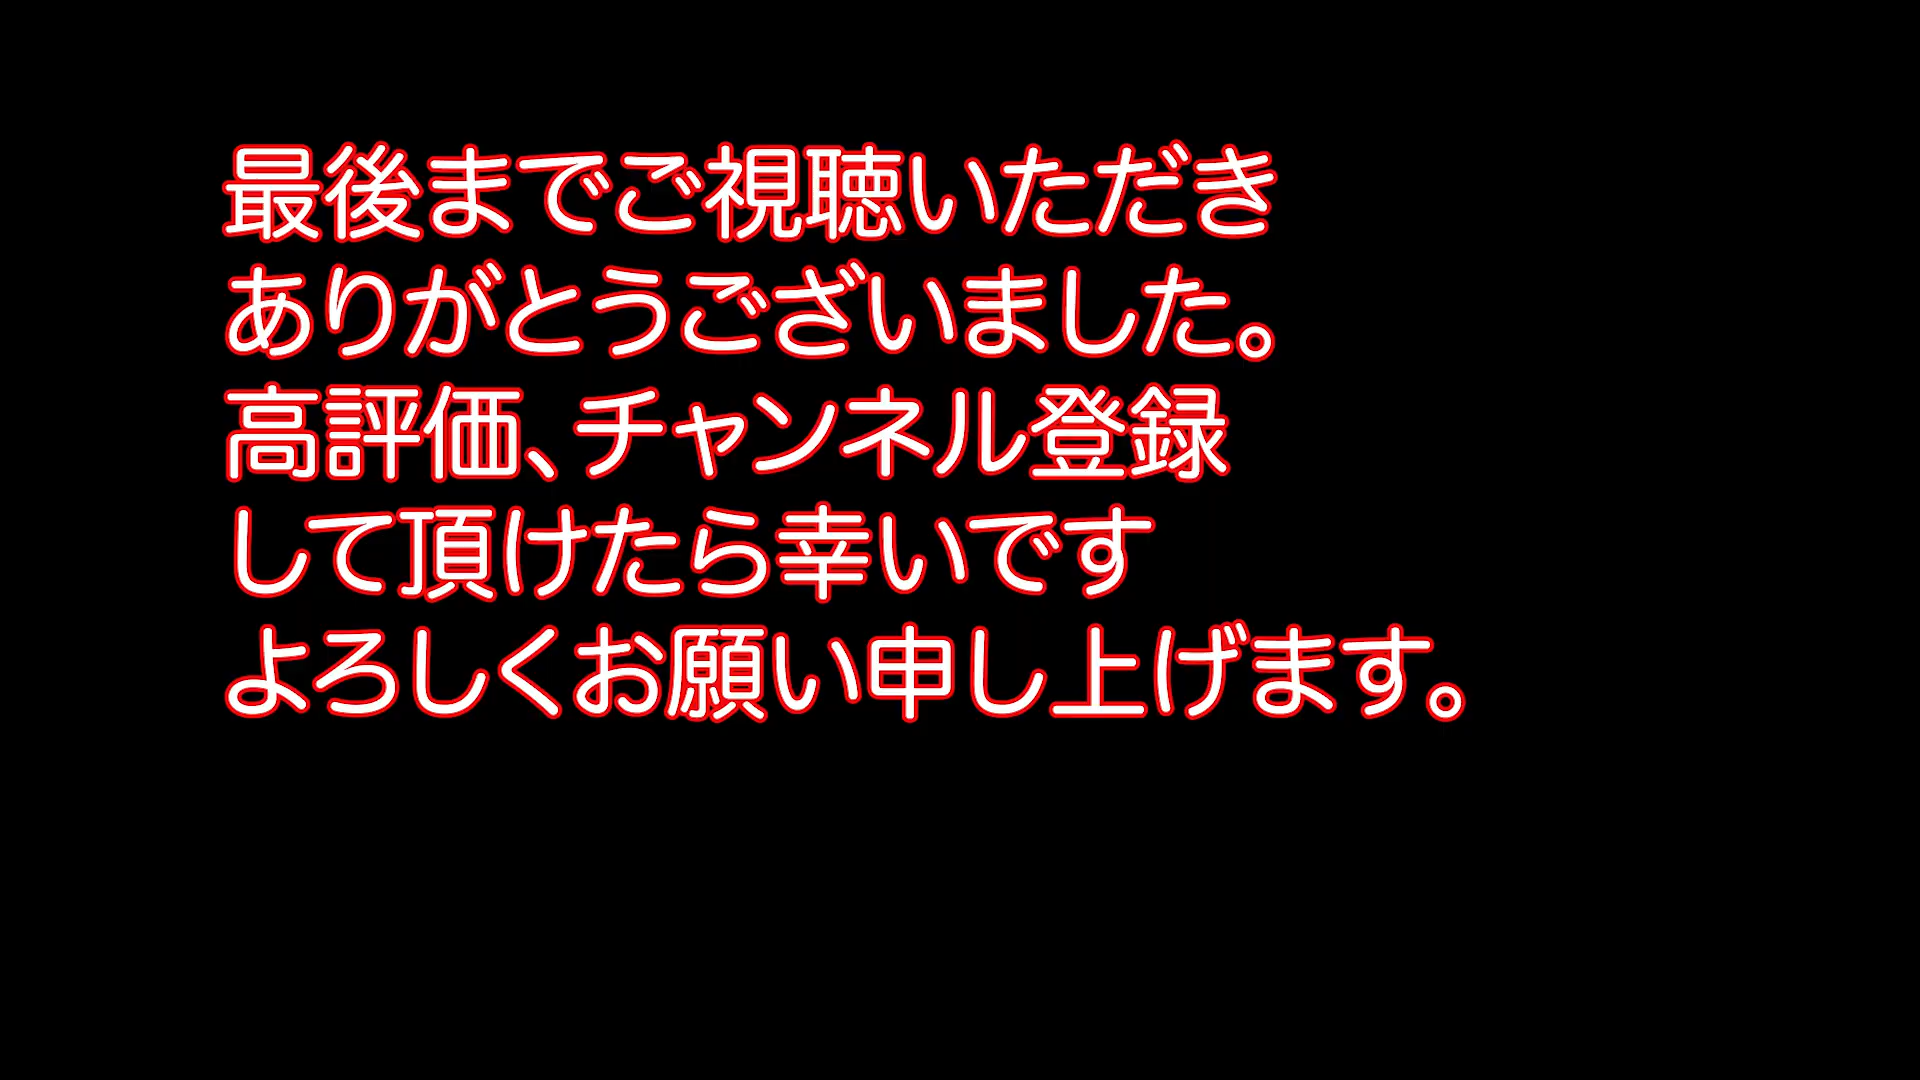 最後までご視聴いただき
ありがとうございました。
高評価、チャンネル登録
して頂けたら幸いです
よろしくお願い申し上げます。